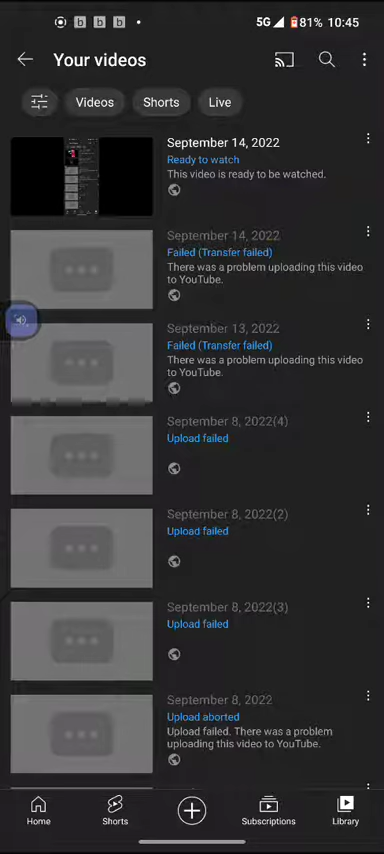 5G 81% 10:45
Your videos
Videos Shorts Live
September 14, 2022
Ready to watch
This video is ready to be watched.
September 14, 2022
Failed (Transfer failed)
There was a problem uploading this video
to YouTube.
September 13, 2022
Failed (Transfer failed)
There was a problem uploading this video
to YouTube.
September 8, 2022(4)
Upload failed
September 8, 2022(2)
Upload failed
September 8, 2022(3)
Upload failed
September 8, 2022
Upload aborted
Upload failed. There was a problem
uploading this video to YouTube.
Home Shorts Subscriptions Library